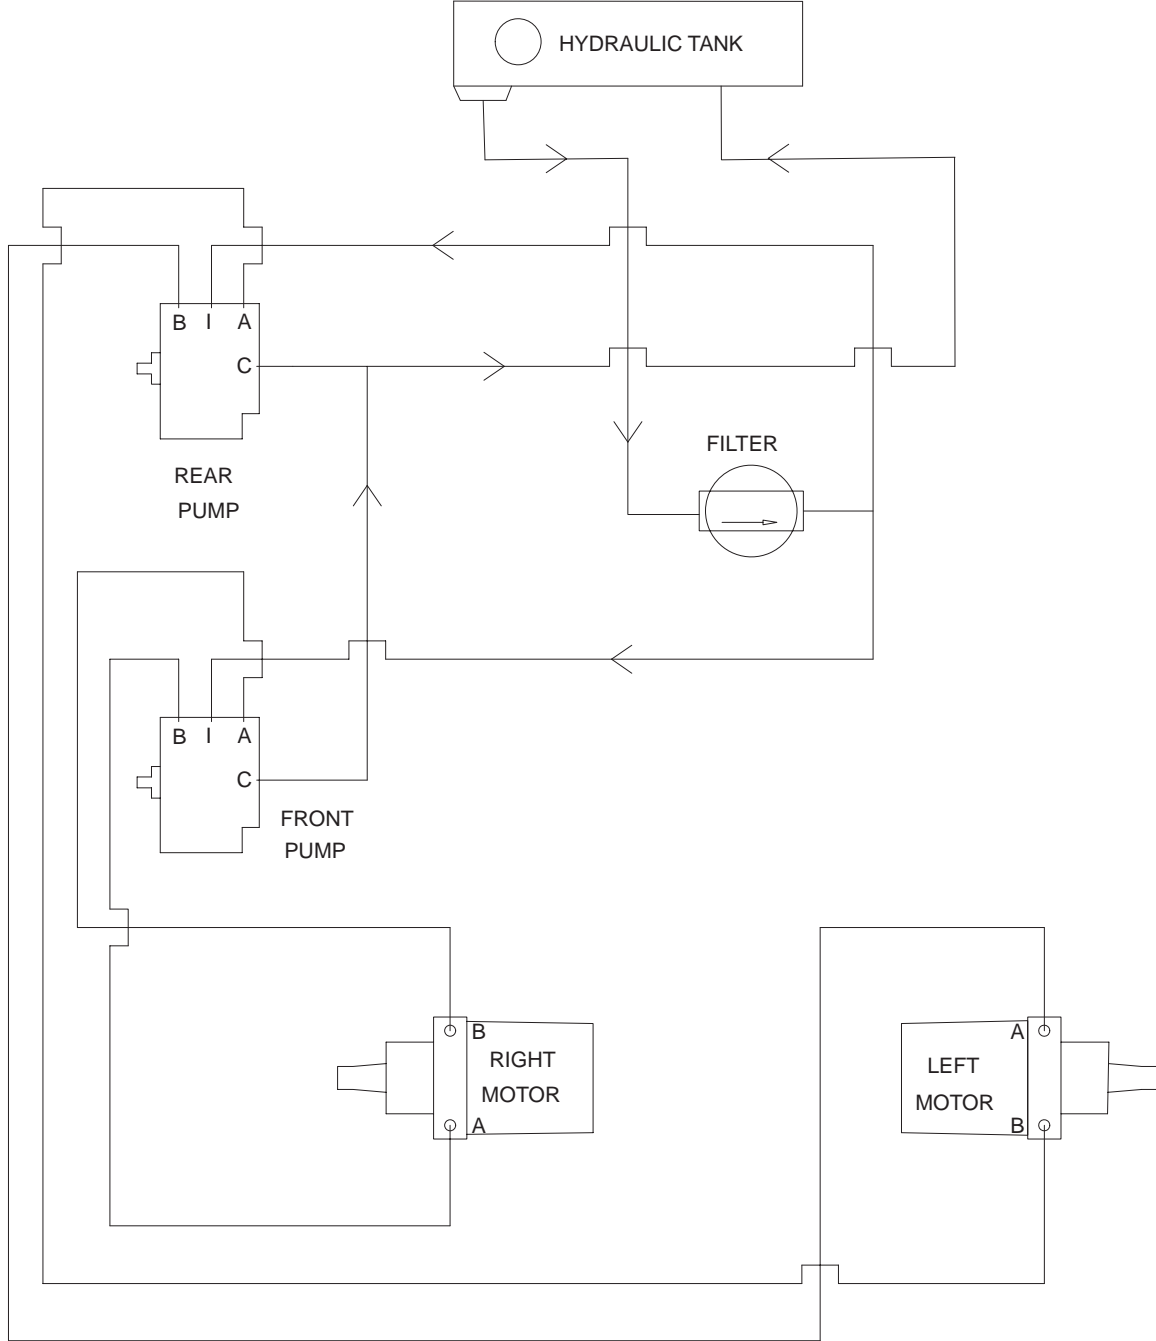 HYDRAULIC TANK
B I A
C
REAR
PUMP
FILTER
B I A
C
FRONT
PUMP
B
RIGHT
MOTOR
A
A
LEFT
MOTOR
B